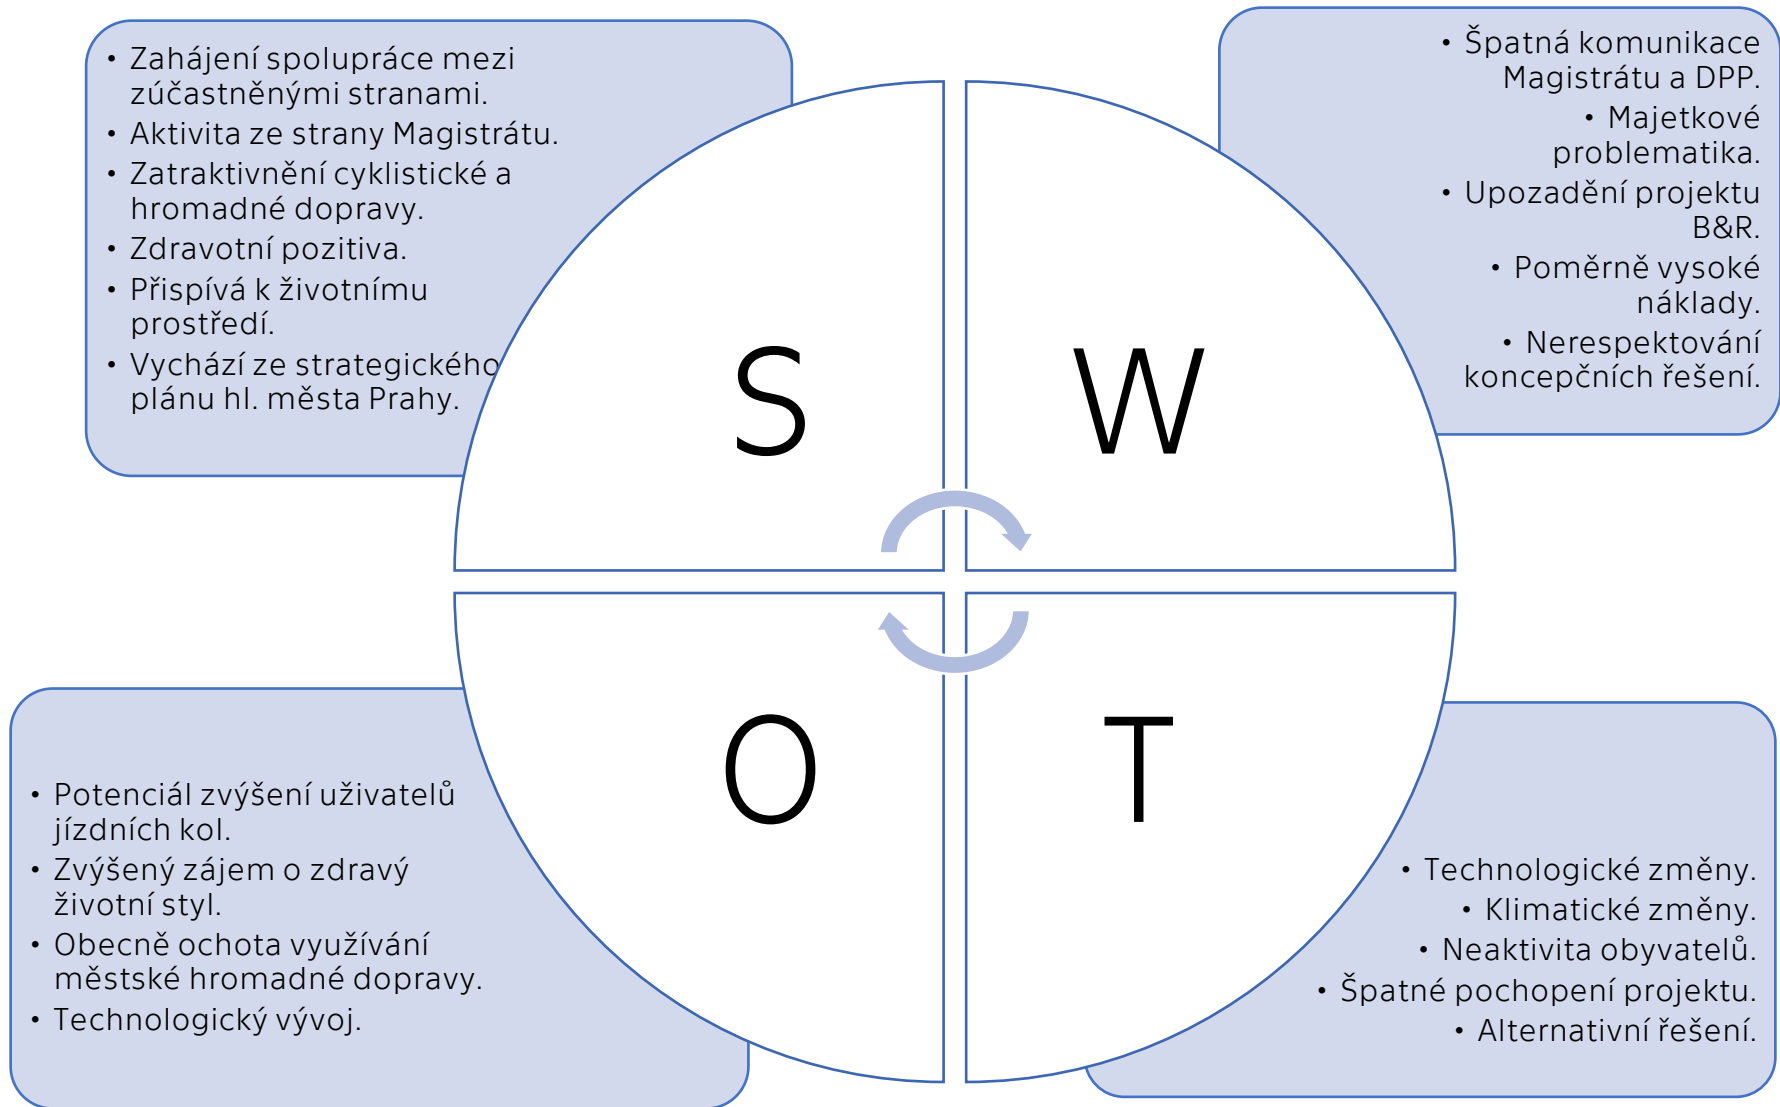 • Zahájení spolupráce mezi
zúčastněnými stranami.
• Aktivita ze strany Magistrátu.
• Zatraktivnění cyklistické a
hromadné dopravy.
• Zdravotní pozitiva.
• Přispívá k životnímu
prostředí.
• Vychází ze strategického
plánu hl. města Prahy.
• Špatná komunikace
Magistrátu a DPP.
• Majetkové
problematika.
• Upozadění projektu
B&R.
• Poměrně vysoké
náklady.
• Nerespektování
koncepčních řešení.
S
W
O
T
• Potenciál zvýšení uživatelů
jízdních kol.
• Zvýšený zájem o zdravý
životní styl.
• Obecně ochota využívání
městské hromadné dopravy.
• Technologický vývoj.
• Technologické změny.
• Klimatické změny.
• Neaktivita obyvatelů.
• Špatné pochopení projektu.
• Alternativní řešení.